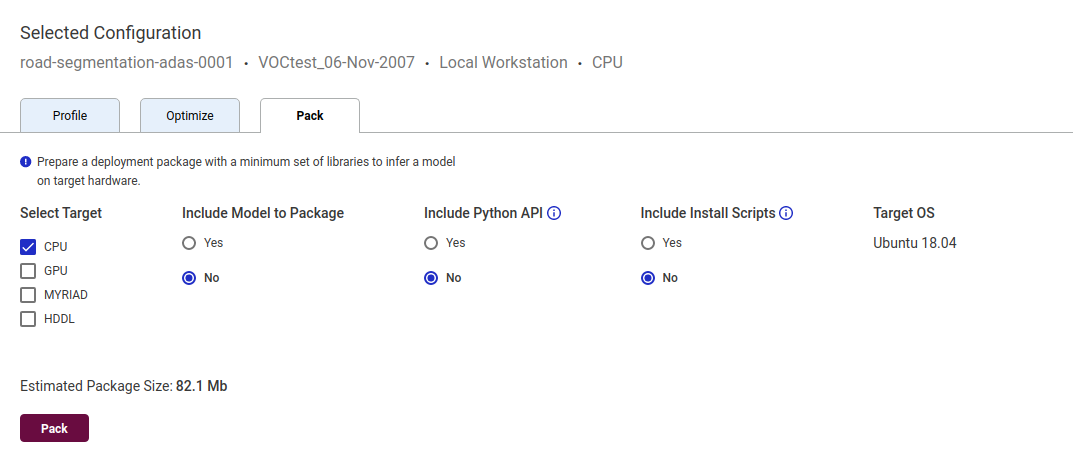 Selected Configuration
road-segmentation-adas-0001 • VOCtest_06-Nov-2007 • Local Workstation • CPU
Profile
Optimize
Pack
Prepare a deployment package with a minimum set of libraries to infer a model
on target hardware.
Select Target
CPU
GPU
MYRIAD
HDDL
Include Model to Package
Yes
No
Include Python API
Yes
No
Include Install Scripts
Yes
No
Target OS
Ubuntu 18.04
Estimated Package Size: 82.1 Mb
Pack